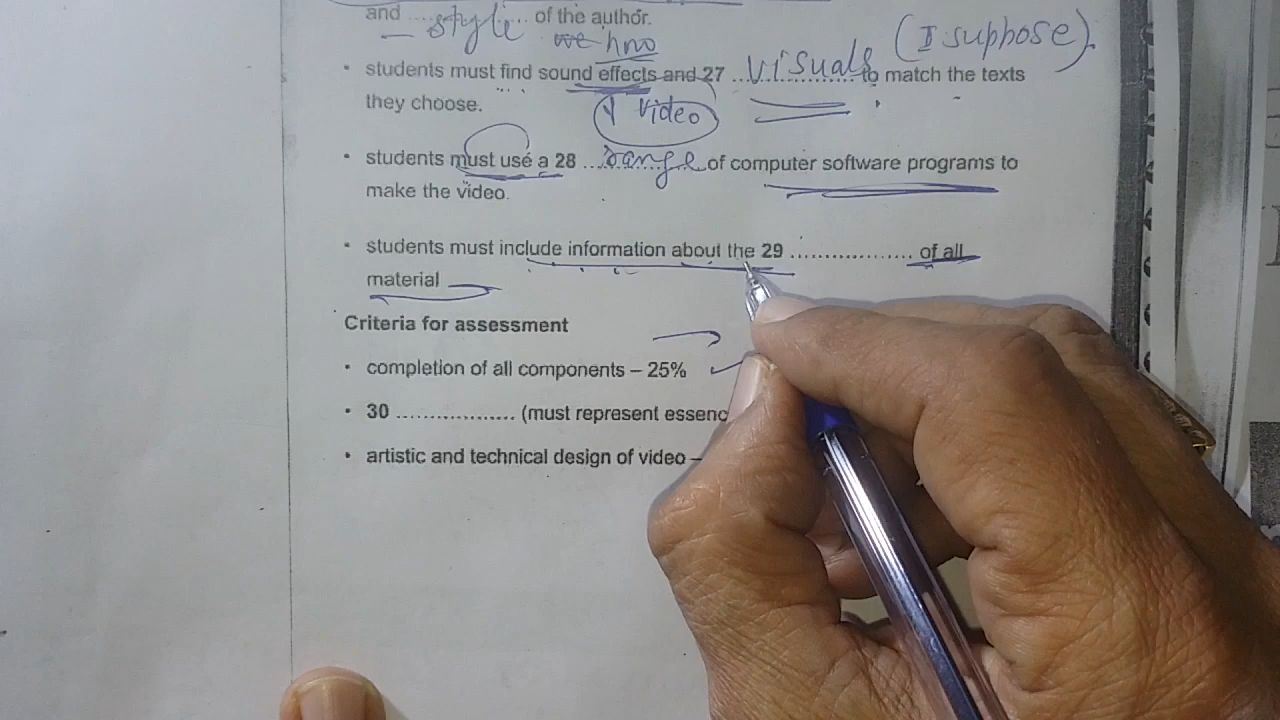 and ........ style ........ of the author.
we hmo
(I suppose).
• students must find sound effects and 27 ... visuals ... to match the texts
they choose. video
• students must use a 28 ... range ... of computer software programs to
make the video.
• students must include information about the 29 ................... of all
material
Criteria for assessment
• completion of all components – 25%
• 30 .................. (must represent essenc
• artistic and technical design of video –